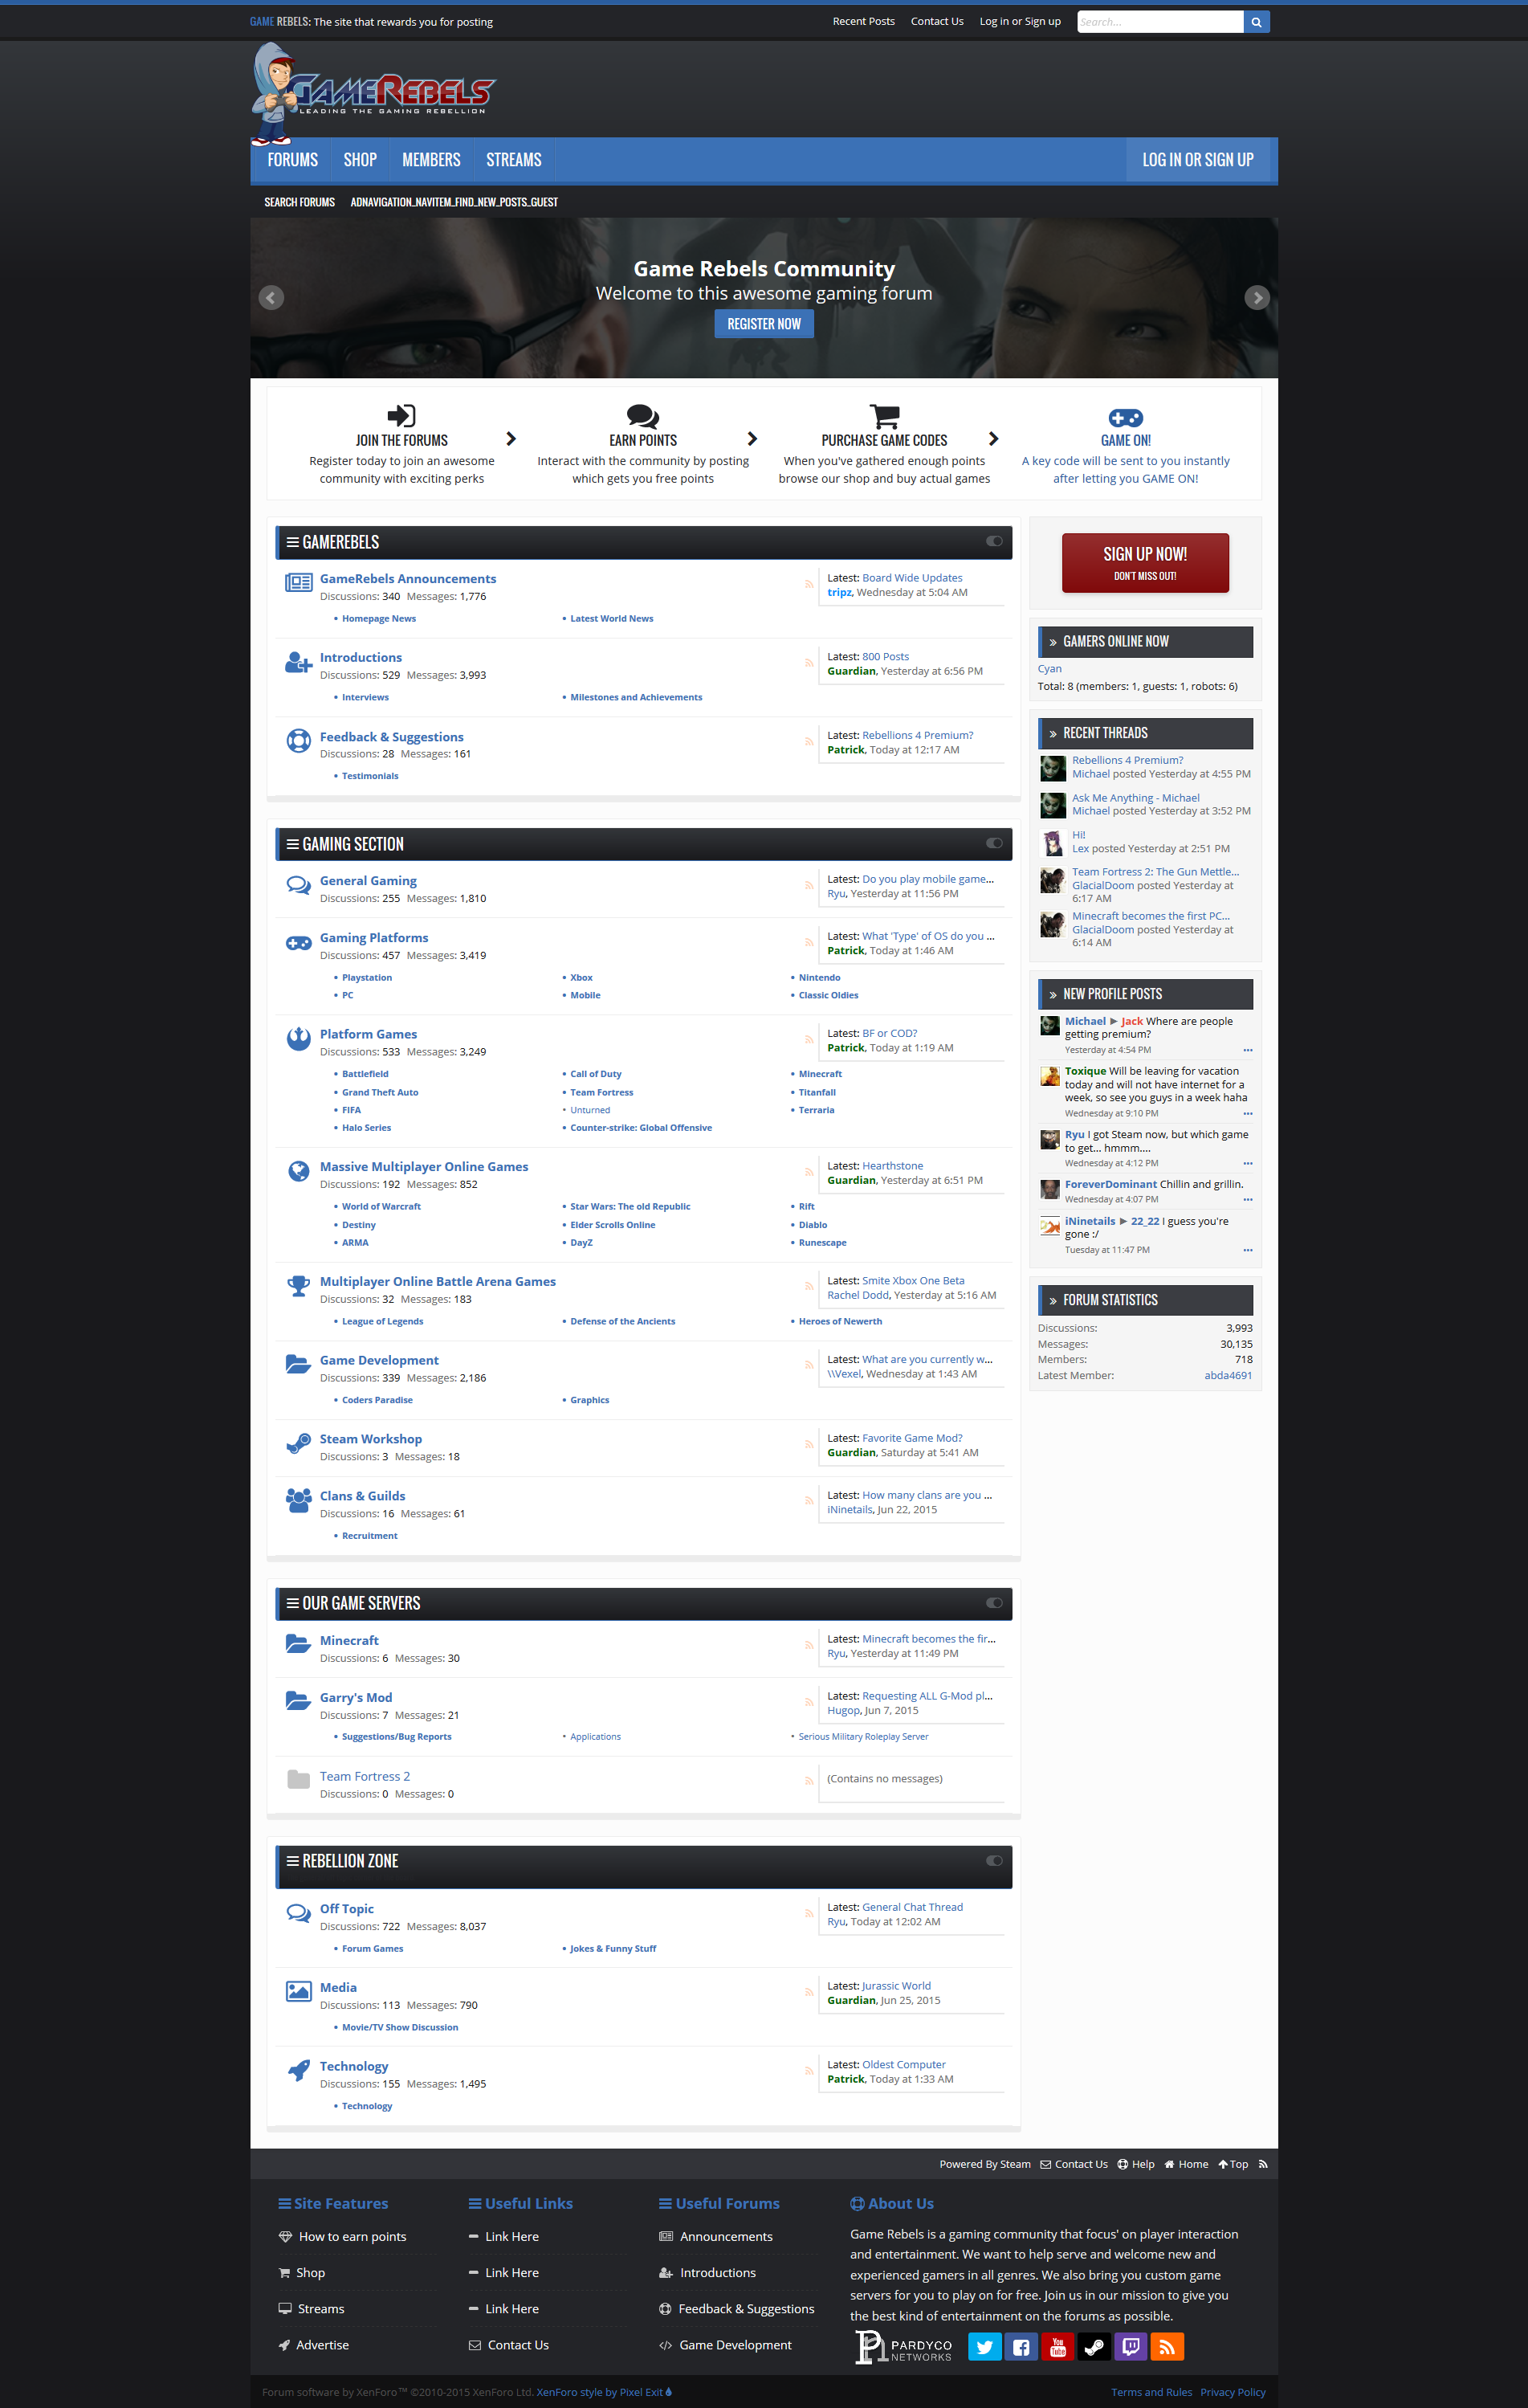 GAME REBELS: The site that rewards you for posting
Recent Posts Contact Us Log in or Sign up Search...
GAMEREBELS
LEADING THE GAMING REBELLION
FORUMS SHOP MEMBERS STREAMS LOG IN OR SIGN UP
SEARCH FORUMS ADNAVIGATION_NAVITEM_FIND_NEW_POSTS_GUEST
Game Rebels Community
Welcome to this awesome gaming forum
REGISTER NOW
JOIN THE FORUMS
Register today to join an awesome
community with exciting perks
EARN POINTS
Interact with the community by posting
which gets you free points
PURCHASE GAME CODES
When you've gathered enough points
browse our shop and buy actual games
GAME ON!
A key code will be sent to you instantly
after letting you GAME ON!
GAMEREBELS
GameRebels Announcements
Discussions: 340 Messages: 1,776
Latest: Board Wide Updates
tripz, Wednesday at 5:04 AM
Homepage News Latest World News
Introductions
Discussions: 529 Messages: 3,993
Latest: 800 Posts
Guardian, Yesterday at 6:56 PM
Interviews Milestones and Achievements
Feedback & Suggestions
Discussions: 28 Messages: 161
Latest: Rebellions 4 Premium?
Patrick, Today at 12:17 AM
Testimonials
GAMING SECTION
General Gaming
Discussions: 255 Messages: 1,810
Latest: Do you play mobile game...
Ryu, Yesterday at 11:56 PM
Gaming Platforms
Discussions: 457 Messages: 3,419
Latest: What 'Type' of OS do you ...
Patrick, Today at 1:46 AM
Playstation Xbox Nintendo
PC Mobile Classic Oldies
Platform Games
Discussions: 533 Messages: 3,249
Latest: BF or COD?
Patrick, Today at 1:19 AM
Battlefield Call of Duty Minecraft
Grand Theft Auto Team Fortress Titanfall
FIFA Unturned Terraria
Halo Series Counter-strike: Global Offensive
Massive Multiplayer Online Games
Discussions: 192 Messages: 852
Latest: Hearthstone
Guardian, Yesterday at 6:51 PM
World of Warcraft Star Wars: The old Republic Rift
Destiny Elder Scrolls Online Diablo
ARMA DayZ Runescape
Multiplayer Online Battle Arena Games
Discussions: 32 Messages: 183
Latest: Smite Xbox One Beta
Rachel Dodd, Yesterday at 5:16 AM
League of Legends Defense of the Ancients Heroes of Newerth
Game Development
Discussions: 339 Messages: 2,186
Latest: What are you currently w...
\\Vexel, Wednesday at 1:43 AM
Coders Paradise Graphics
Steam Workshop
Discussions: 3 Messages: 18
Latest: Favorite Game Mod?
Guardian, Saturday at 5:41 AM
Clans & Guilds
Discussions: 16 Messages: 61
Latest: How many clans are you ...
iNinetails, Jun 22, 2015
Recruitment
OUR GAME SERVERS
Minecraft
Discussions: 6 Messages: 30
Latest: Minecraft becomes the fir...
Ryu, Yesterday at 11:49 PM
Garry's Mod
Discussions: 7 Messages: 21
Latest: Requesting ALL G-Mod pl...
Hugop, Jun 7, 2015
Suggestions/Bug Reports Applications Serious Military Roleplay Server
Team Fortress 2
Discussions: 0 Messages: 0
(Contains no messages)
REBELLION ZONE
Off Topic
Discussions: 722 Messages: 8,037
Latest: General Chat Thread
Ryu, Today at 12:02 AM
Forum Games Jokes & Funny Stuff
Media
Discussions: 113 Messages: 790
Latest: Jurassic World
Guardian, Jun 25, 2015
Movie/TV Show Discussion
Technology
Discussions: 155 Messages: 1,495
Latest: Oldest Computer
Patrick, Today at 1:33 AM
Technology
SIGN UP NOW!
DON'T MISS OUT!
GAMERS ONLINE NOW
Cyan
Total: 8 (members: 1, guests: 1, robots: 6)
RECENT THREADS
Rebellions 4 Premium?
Michael posted Yesterday at 4:55 PM
Ask Me Anything - Michael
Michael posted Yesterday at 3:52 PM
Hi!
Lex posted Yesterday at 2:51 PM
Team Fortress 2: The Gun Mettle...
GlacialDoom posted Yesterday at
6:17 AM
Minecraft becomes the first PC...
GlacialDoom posted Yesterday at
6:14 AM
NEW PROFILE POSTS
Michael ► Jack Where are people
getting premium?
Yesterday at 4:54 PM •••
Toxique Will be leaving for vacation
today and will not have internet for a
week, so see you guys in a week haha
Wednesday at 9:10 PM •••
Ryu I got Steam now, but which game
to get... hmmm....
Wednesday at 4:12 PM •••
ForeverDominant Chillin and grillin.
Wednesday at 4:07 PM •••
iNinetails ► 22_22 I guess you're
gone :/
Tuesday at 11:47 PM •••
FORUM STATISTICS
Discussions: 3,993
Messages: 30,135
Members: 718
Latest Member: abda4691
Powered By Steam Contact Us Help Home Top
Site Features
How to earn points
Shop
Streams
Advertise
Useful Links
Link Here
Link Here
Link Here
Contact Us
Useful Forums
Announcements
Introductions
Feedback & Suggestions
Game Development
About Us
Game Rebels is a gaming community that focus' on player interaction
and entertainment. We want to help serve and welcome new and
experienced gamers in all genres. We also bring you custom game
servers for you to play on for free. Join us in our mission to give you
the best kind of entertainment on the forums as possible.
PARDYCO
NETWORKS
You
Tube
Forum software by XenForo™ ©2010-2015 XenForo Ltd. XenForo style by Pixel Exit
Terms and Rules Privacy Policy